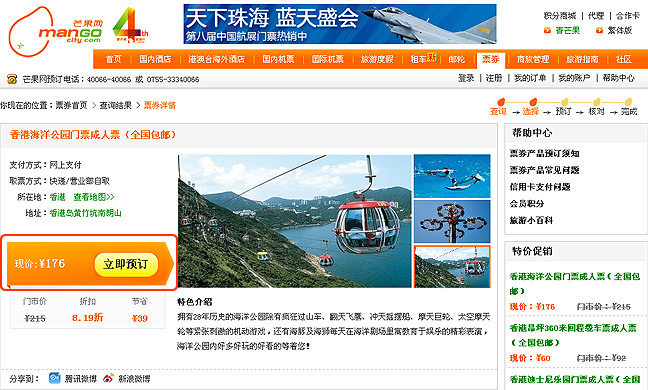 芒果网
manGO
city.com
4th
天下珠海 蓝天盛会
第八届中国航展门票热销中
积分商城 | 代理 | 合作卡
青芒果 繁体版
首页 国内酒店 港澳台海外酒店 国内机票 国际机票 旅游度假 租车 邮轮 票券 商旅管理 旅游指南 社区
芒果网预订电话：40066-40066 或 0755-33340066
登录 | 注册 | 我的订单 | 我的账户 | 帮助中心
你现在的位置：票券首页 > 查询结果 > 票券详情
查询 → 选择 → 预订 → 核对 → 完成
香港海洋公园门票成人票（全国包邮）
支付方式：网上支付
取票方式：快递/营业部自取
所在地：香港 查看地图>>
地址：香港岛黄竹坑南朗山
现价：¥176 立即预订
门市价 折扣 节省
¥215 8.19折 ¥39
特色介绍
拥有28年历史的海洋公园除有疯狂过山车、翻天飞鹰、冲天摇摆船、摩天巨轮、太空摩天
轮等紧张刺激的机动游戏，还有海豚及海狮每天在海洋剧场里寓教育于娱乐的精彩表演，
海洋公园内好多好玩的好看的等着您！
分享到： 腾讯微博 新浪微博
帮助中心
票券产品预订须知
票券产品常见问题
信用卡支付问题
会员积分
旅游小百科
特价促销
香港海洋公园门票成人票（全国包
邮）
现价：¥176 门市价：¥215
香港昂坪360来回程缆车票成人票
（全国包邮）
现价：¥60 门市价：¥92
香港迪士尼乐园门票成人票（全国